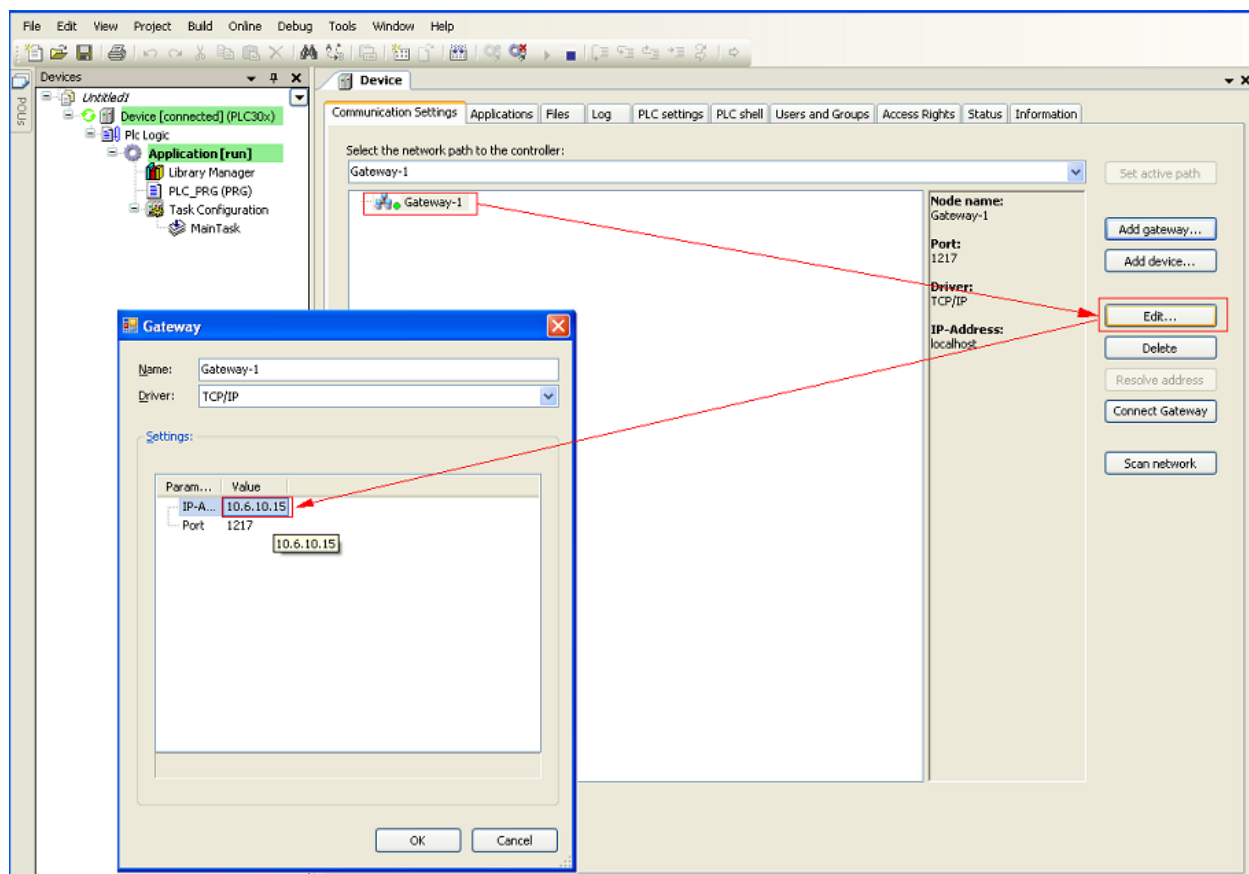 File Edit View Project Build Online Debug Tools Window Help
Devices
POUs
Untitled1
Device [connected] (PLC30x)
Plc Logic
Application [run]
Library Manager
PLC_PRG (PRG)
Task Configuration
MainTask
Device
Communication Settings Applications Files Log PLC settings PLC shell Users and Groups Access Rights Status Information
Select the network path to the controller:
Gateway-1
Gateway-1
Node name:
Gateway-1
Port:
1217
Driver:
TCP/IP
IP-Address:
localhost
Set active path
Add gateway...
Add device...
Edit...
Delete
Resolve address
Connect Gateway
Scan network
Gateway
Name: Gateway-1
Driver: TCP/IP
Settings:
Param... Value
IP-A... 10.6.10.15
Port 1217
10.6.10.15
OK Cancel